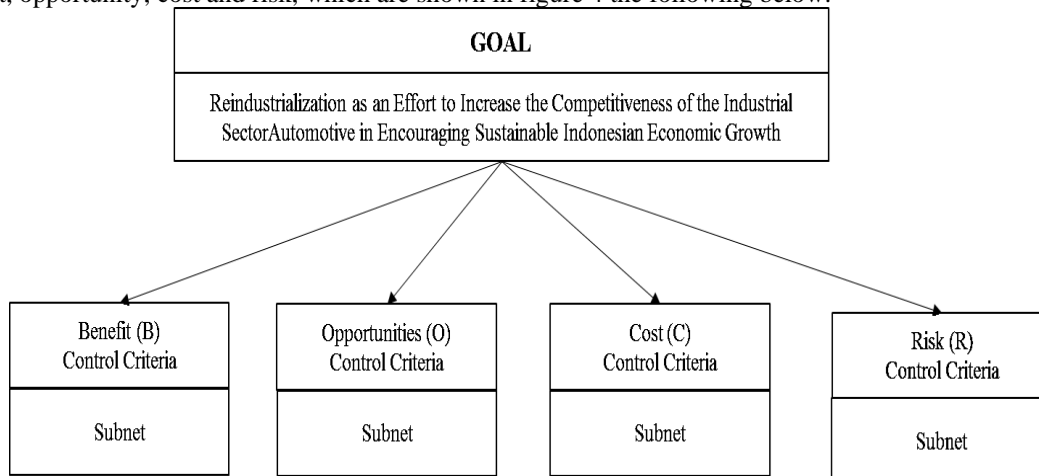 t, opportunity, cost and risk, which are shown in figure 4 the following below.
GOAL
Reindustrialization as an Effort to Increase the Competitiveness of the Industrial
SectorAutomotive in Encouraging Sustainable Indonesian Economic Growth
Benefit (B)
Control Criteria
Subnet
Opportunities (O)
Control Criteria
Subnet
Cost (C)
Control Criteria
Subnet
Risk (R)
Control Criteria
Subnet